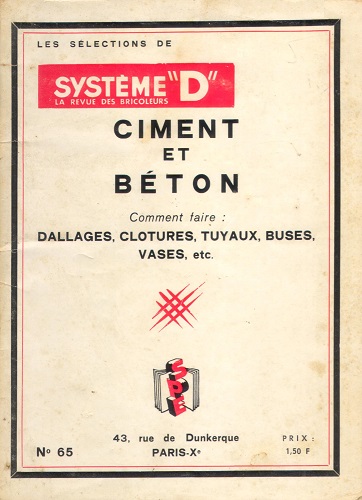 LES SÉLECTIONS DE
SYSTÈME "D"
LA REVUE DES BRICOLEURS
CIMENT
ET
BÉTON
Comment faire :
DALLAGES, CLOTURES, TUYAUX, BUSES,
VASES, etc.
SPE
43, rue de Dunkerque
PARIS-Xe
Nº 65
PRIX :
1,50 F